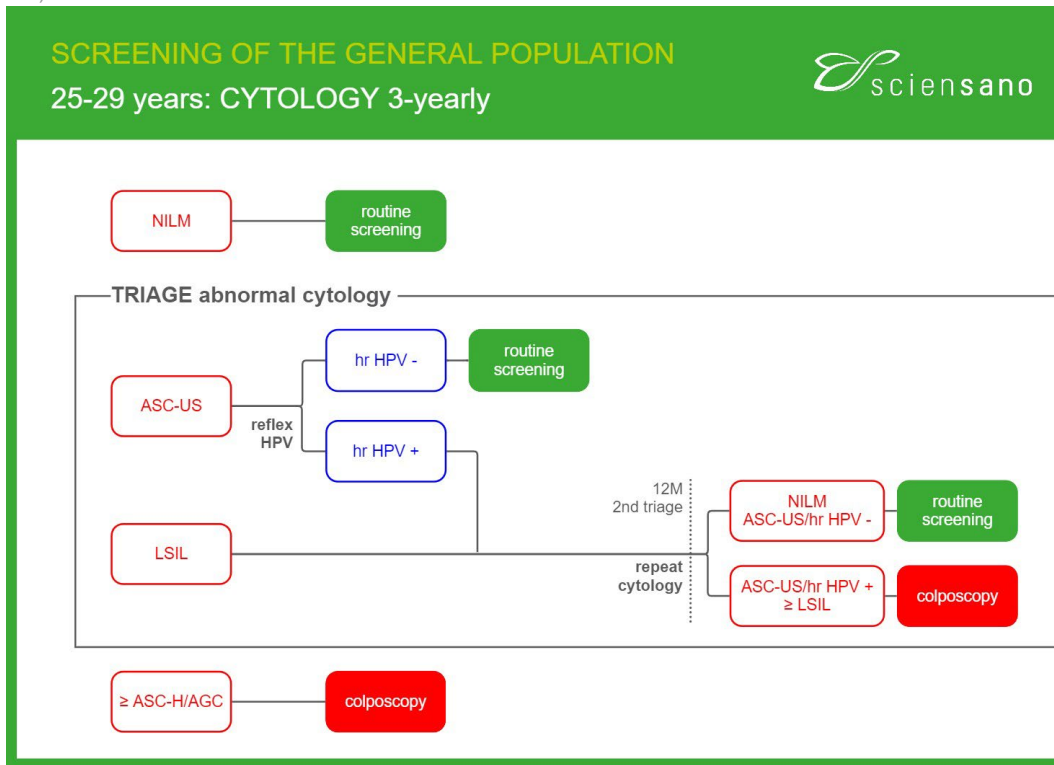 SCREENING OF THE GENERAL POPULATION
25-29 years: CYTOLOGY 3-yearly
sciensano
NILM
routine
screening
TRIAGE abnormal cytology
ASC-US
reflex
HPV
hr HPV -
routine
screening
hr HPV +
LSIL
12M
2nd triage
repeat
cytology
NILM
ASC-US/hr HPV -
routine
screening
ASC-US/hr HPV +
≥ LSIL
colposcopy
≥ ASC-H/AGC
colposcopy